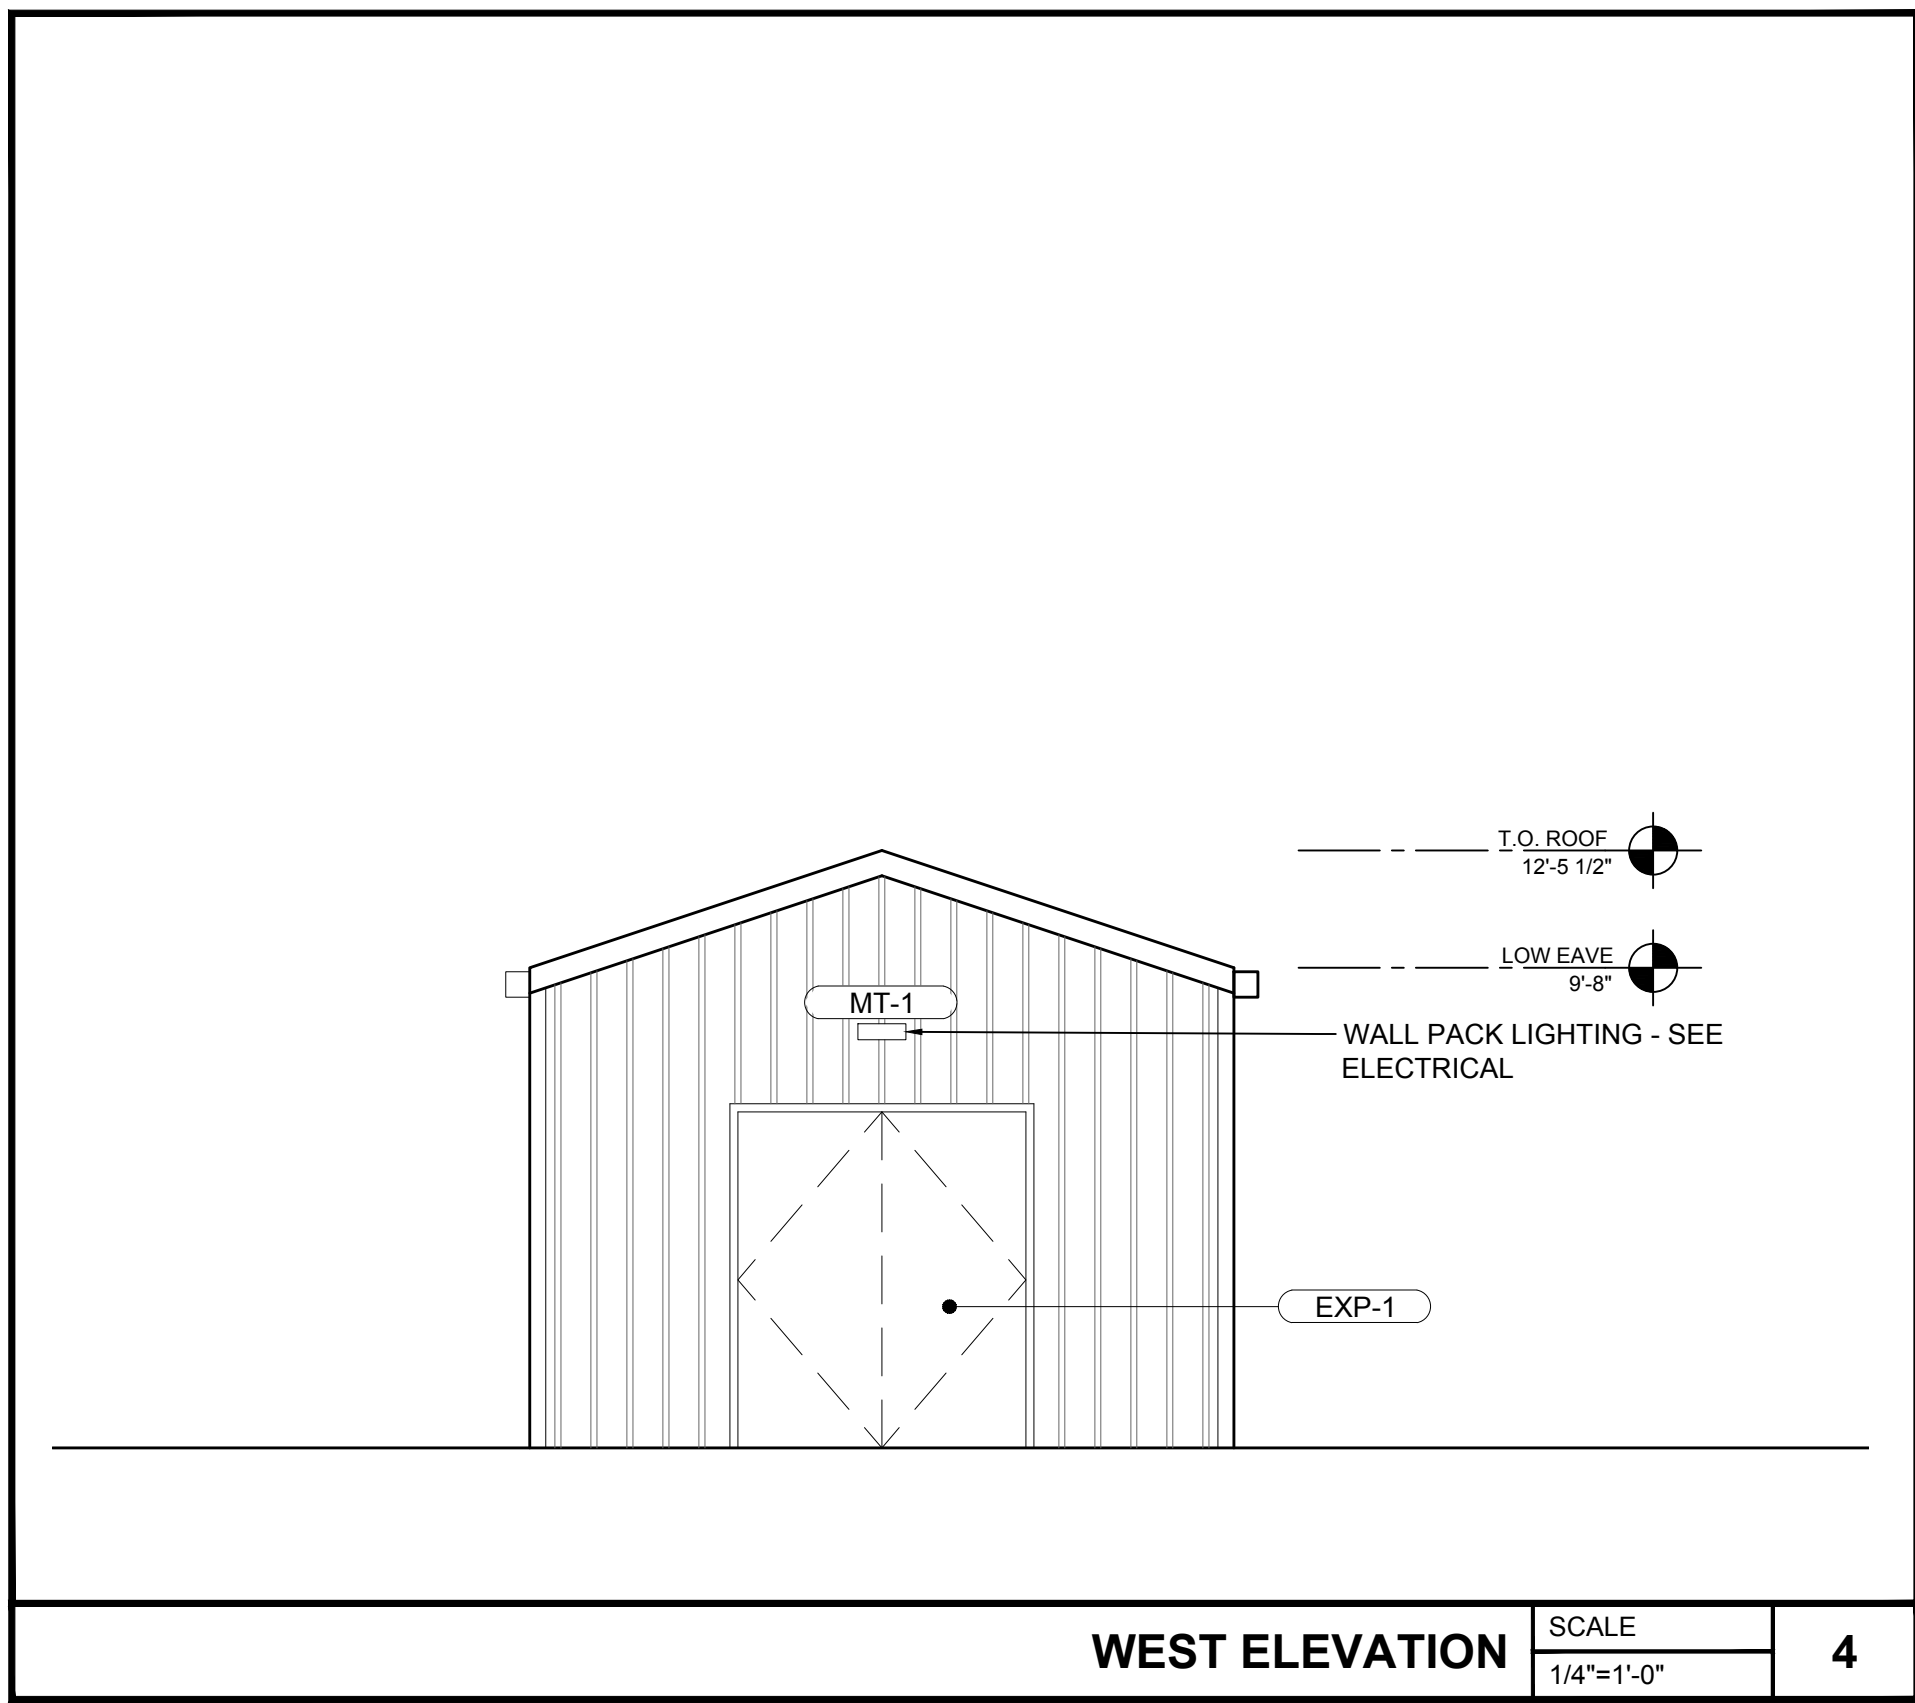 T.O. ROOF
12'-5 1/2"
LOW EAVE
9'-8"
MT-1
WALL PACK LIGHTING - SEE
ELECTRICAL
EXP-1
WEST ELEVATION
SCALE
1/4"=1'-0"
4